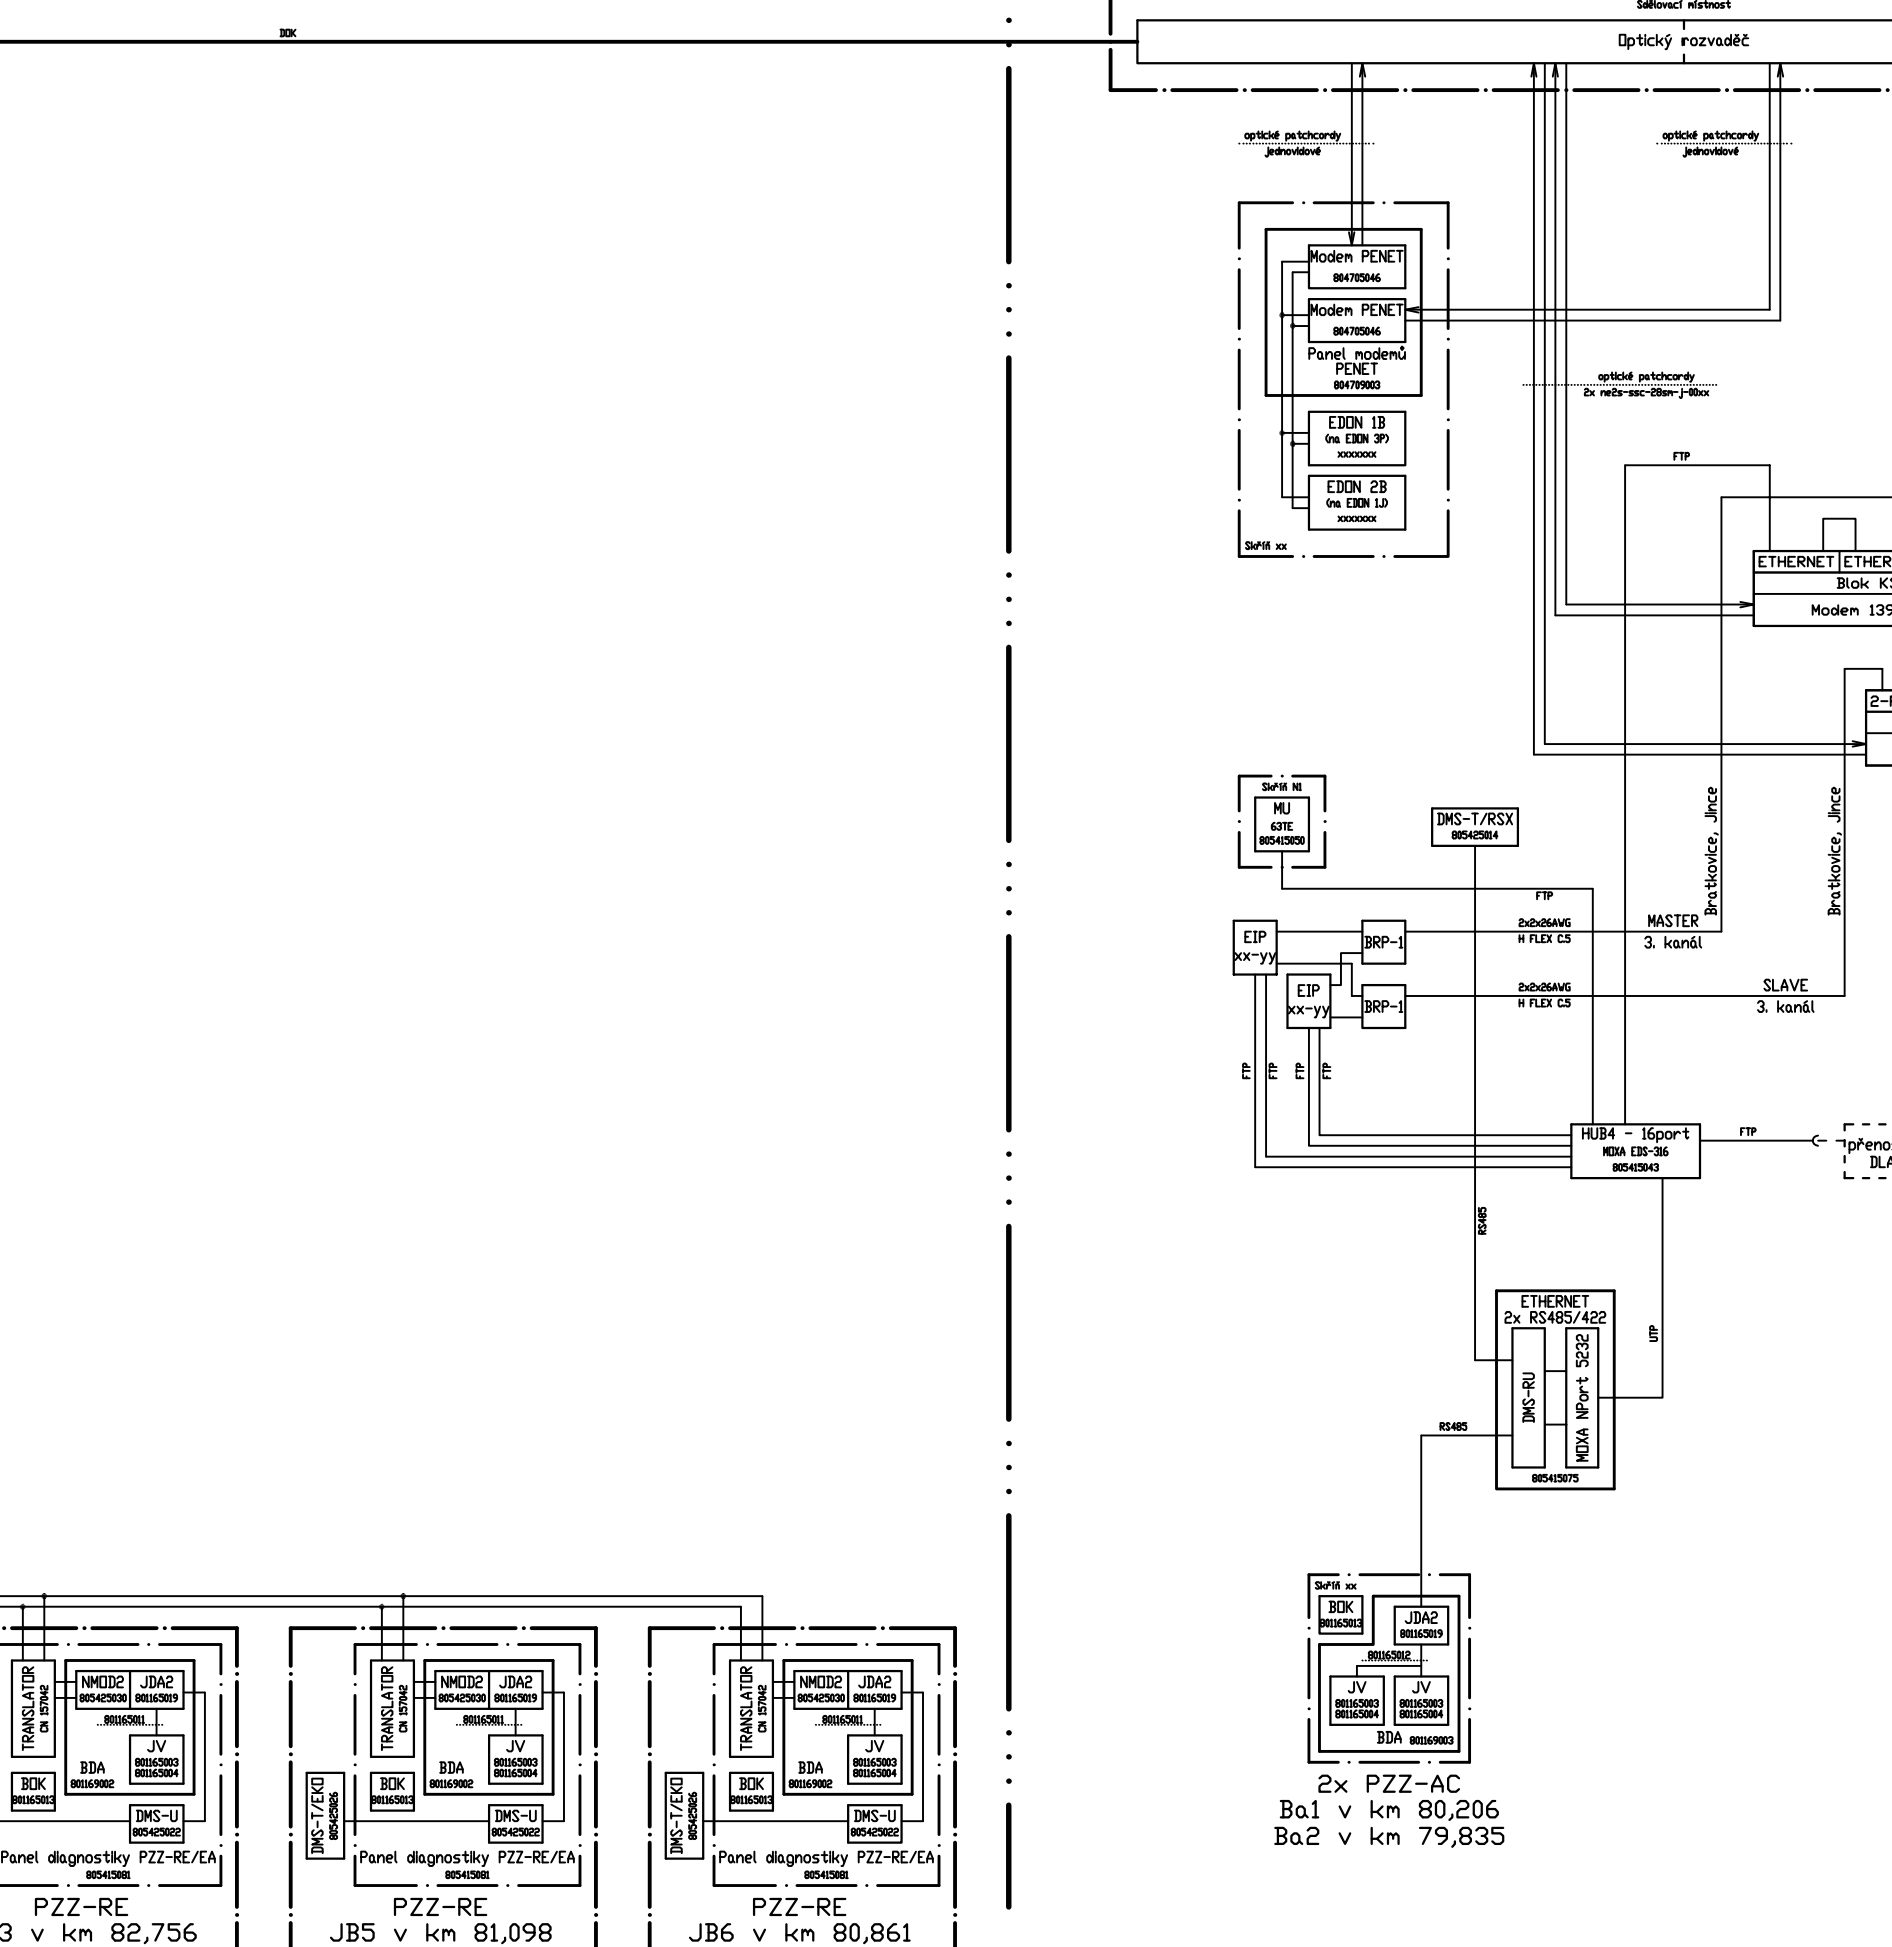 Sdělovací místnost
DOK
Optický rozvaděč
optické patchcordy
jednovidové
optické patchcordy
jednovidové
Modem PENET
804705046
Modem PENET
804705046
Panel modemů
PENET
804709003
optické patchcordy
2x ne2s-ssc-28sm-j-00xx
EDON 1B
(na EDON 3P)
xxxxxxx
EDON 2B
(na EDON 1J)
xxxxxxx
Skříň xx
FTP
ETHERNET
Modem 139
Skříň N1
MU
63TE
805415050
DMS-T/RSX
805425014
FTP
Bratkovice, Jince
Bratkovice, Jince
EIP
xx-yy
BRP-1
2x2x26AWG
H FLEX C.5
MASTER
3. kanál
EIP
xx-yy
BRP-1
2x2x26AWG
H FLEX C.5
SLAVE
3. kanál
FTP
FTP
FTP
FTP
HUB4 - 16port
MOXA EDS-316
805415043
FTP
RS485
ETHERNET
2x RS485/422
DMS-RU
MOXA NPort 5232
805415075
UTP
RS485
Skříň xx
BOK
801165013
JDA2
801165019
801165012
JV
801165003
801165004
JV
801165003
801165004
BDA 801169003
2x PZZ-AC
Ba1 v km 80,206
Ba2 v km 79,835
TRANSLATOR
CN 157042
NMOD2
805425030
JDA2
801165019
801165011
JV
801165003
801165004
BDA
801169002
BOK
801165013
DMS-U
805425022
Panel diagnostiky PZZ-RE/EA
805415081
PZZ-RE
3 v km 82,756
TRANSLATOR
CN 157042
NMOD2
805425030
JDA2
801165019
801165011
JV
801165003
801165004
BDA
801169002
DMS-T/EKO
805425026
BOK
801165013
DMS-U
805425022
Panel diagnostiky PZZ-RE/EA
805415081
PZZ-RE
JB5 v km 81,098
TRANSLATOR
CN 157042
NMOD2
805425030
JDA2
801165019
801165011
JV
801165003
801165004
BDA
801169002
DMS-T/EKO
805425026
BOK
801165013
DMS-U
805425022
Panel diagnostiky PZZ-RE/EA
805415081
PZZ-RE
JB6 v km 80,861